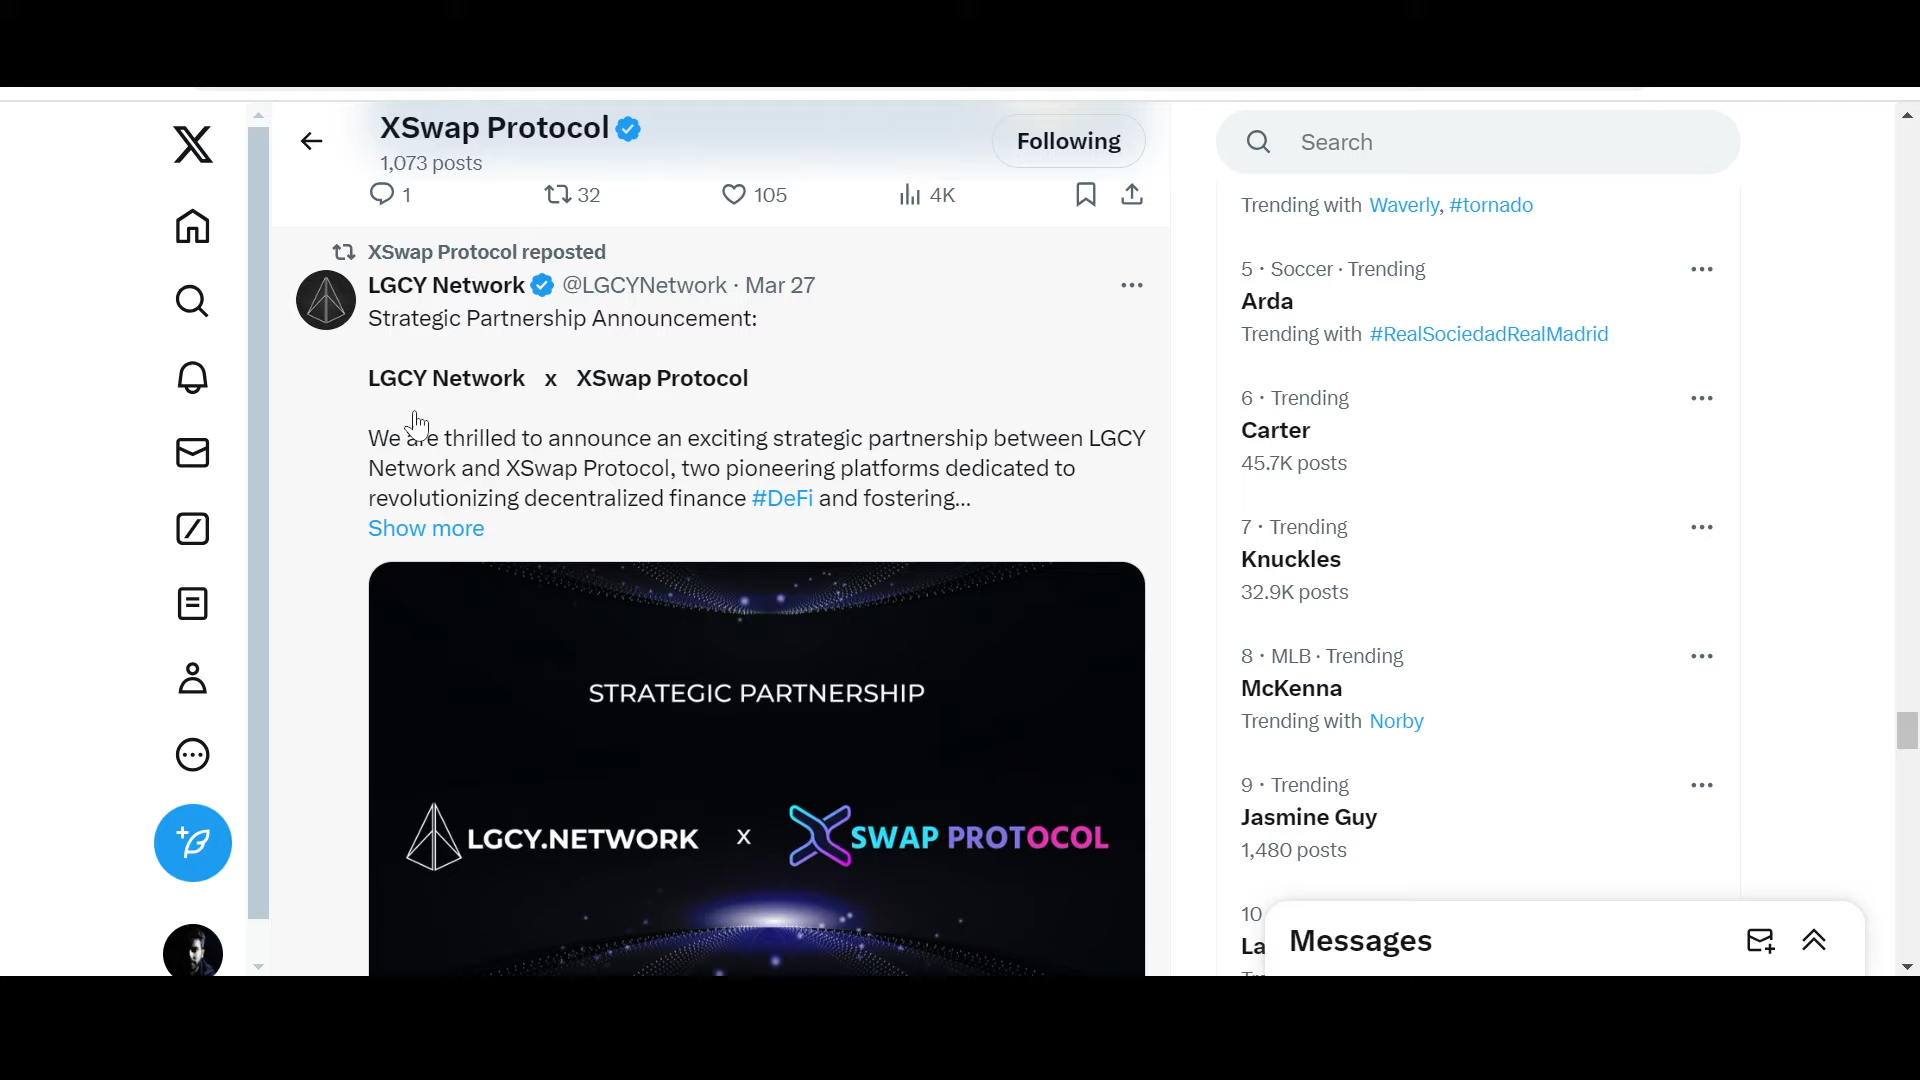 XSwap Protocol
1,073 posts
Following
1
32
105
4K
XSwap Protocol reposted
LGCY Network @LGCYNetwork · Mar 27
Strategic Partnership Announcement:
LGCY Network x XSwap Protocol
We are thrilled to announce an exciting strategic partnership between LGCY
Network and XSwap Protocol, two pioneering platforms dedicated to
revolutionizing decentralized finance #DeFi and fostering...
Show more
STRATEGIC PARTNERSHIP
LGCY.NETWORK X XSWAP PROTOCOL
Search
Trending with Waverly, #tornado
5 · Soccer · Trending
Arda
Trending with #RealSociedadRealMadrid
6 · Trending
Carter
45.7K posts
7 · Trending
Knuckles
32.9K posts
8 · MLB · Trending
McKenna
Trending with Norby
9 · Trending
Jasmine Guy
1,480 posts
10
Messages